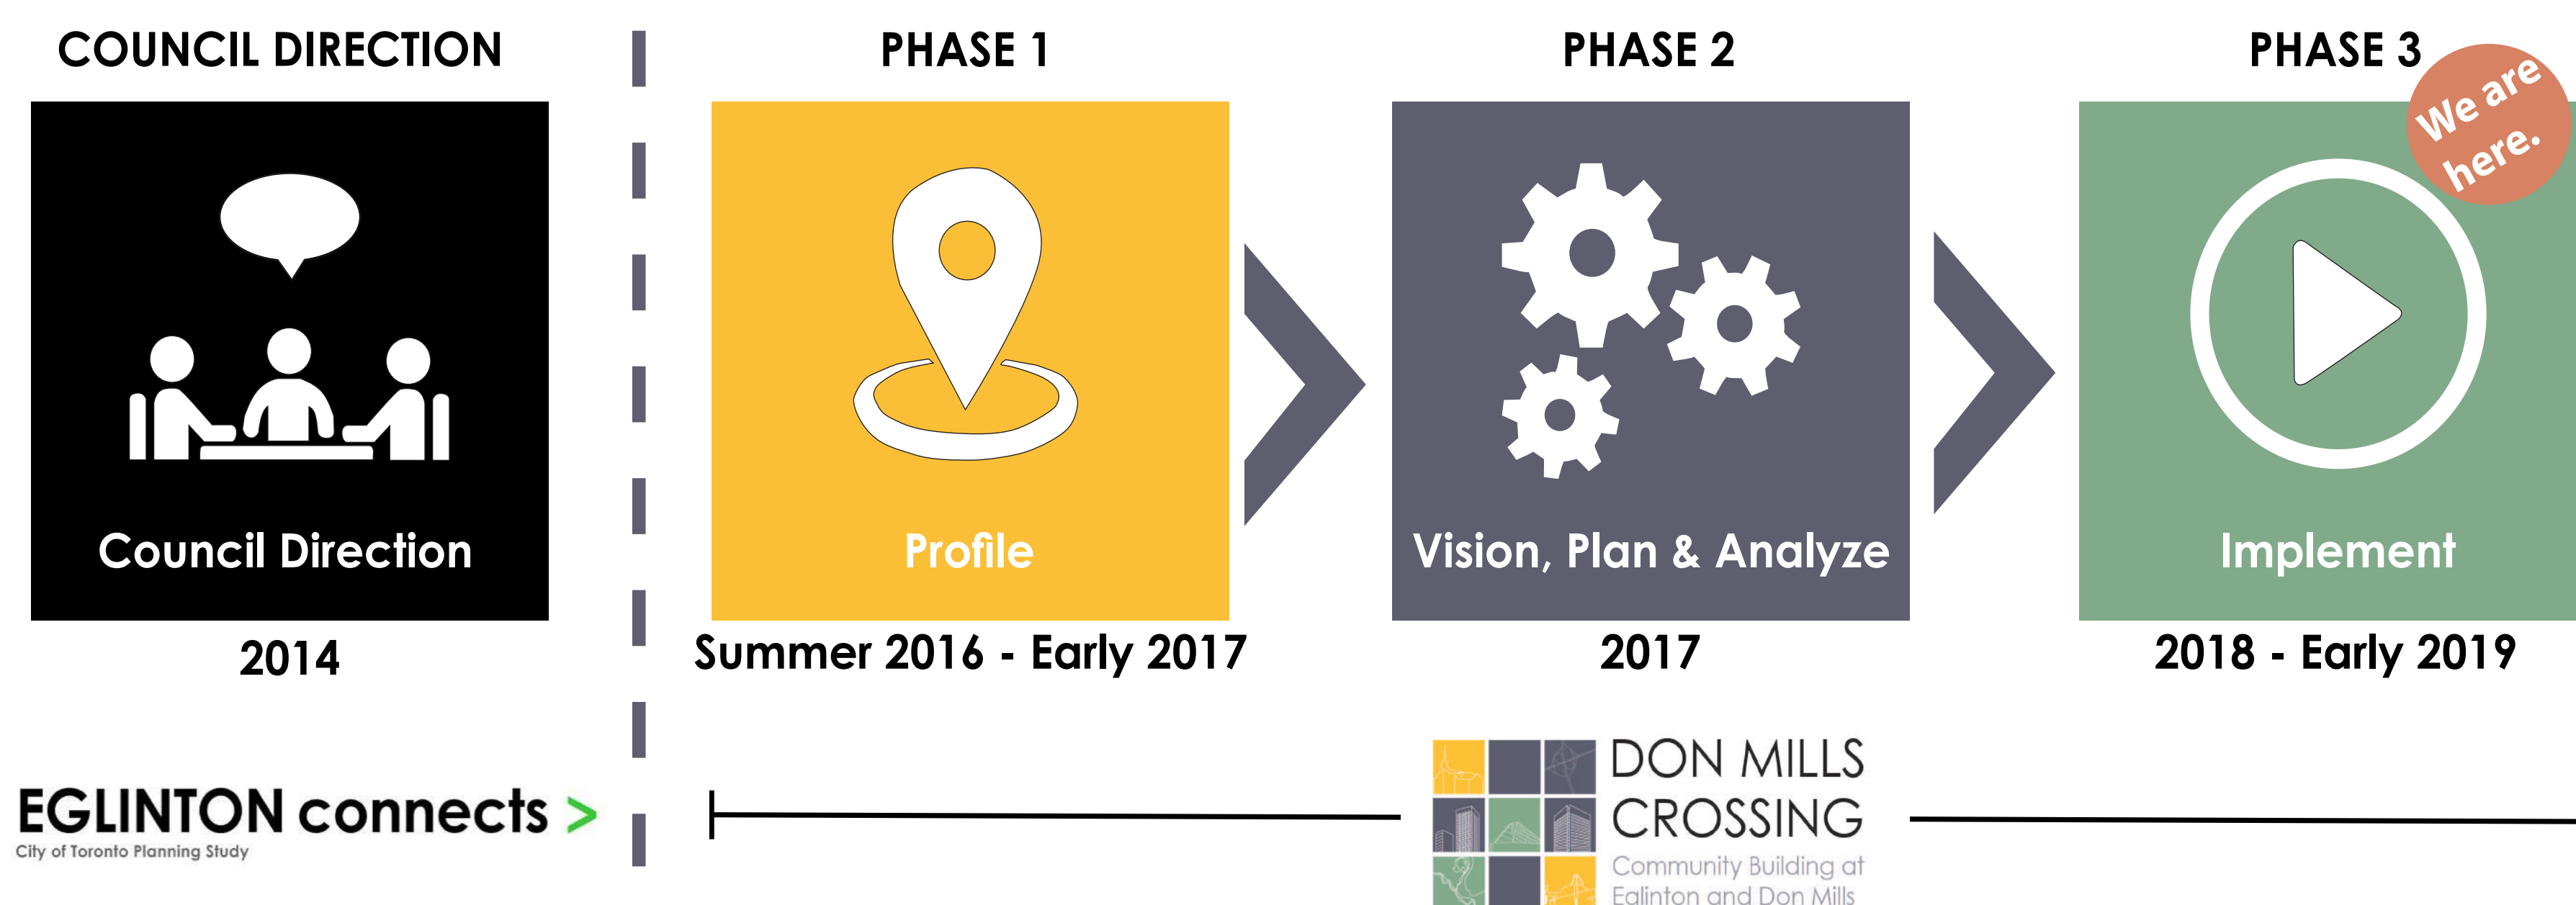 COUNCIL DIRECTION
PHASE 1
PHASE 2
PHASE 3
We are
here.
Council Direction
Profile
Vision, Plan & Analyze
Implement
2014
Summer 2016 - Early 2017
2017
2018 - Early 2019
EGLINTON connects >
City of Toronto Planning Study
DON MILLS
CROSSING
Community Building at
Eglinton and Don Mills